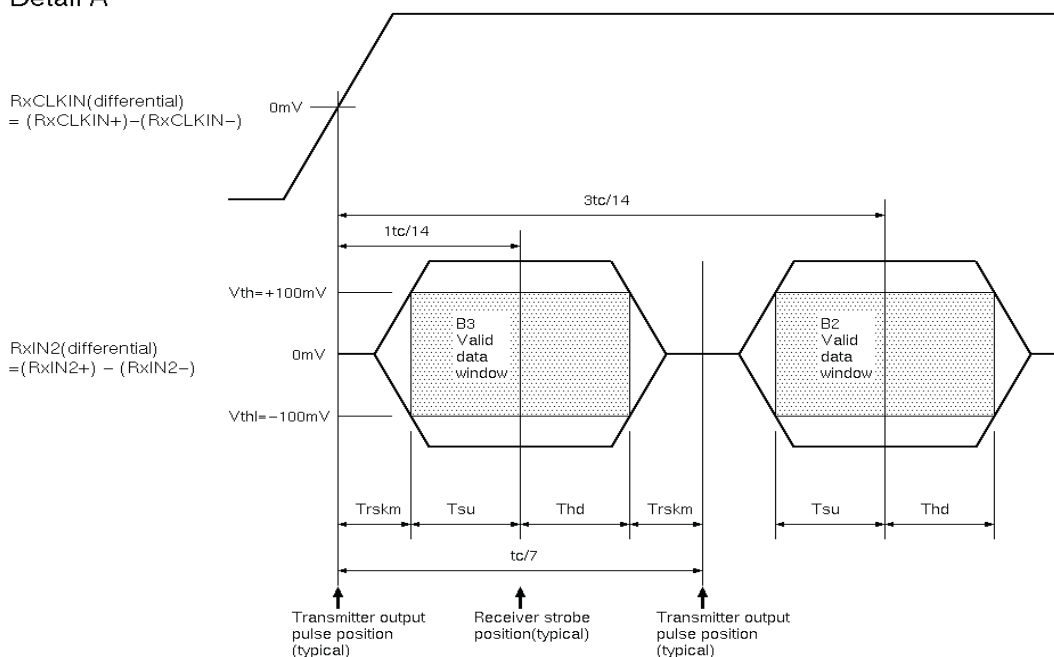 Detail A
RxCLKIN(differential)
= (RxCLKIN+)−(RxCLKIN−)
0mV
3tc/14
1tc/14
Vth=+100mV
B3
Valid
data
window
B2
Valid
data
window
RxIN2(differential)
=(RxIN2+) − (RxIN2−)
0mV
Vthl=−100mV
Trskm
Tsu
Thd
Trskm
Tsu
Thd
tc/7
Transmitter output
pulse position
(typical)
Receiver strobe
position(typical)
Transmitter output
pulse position
(typical)